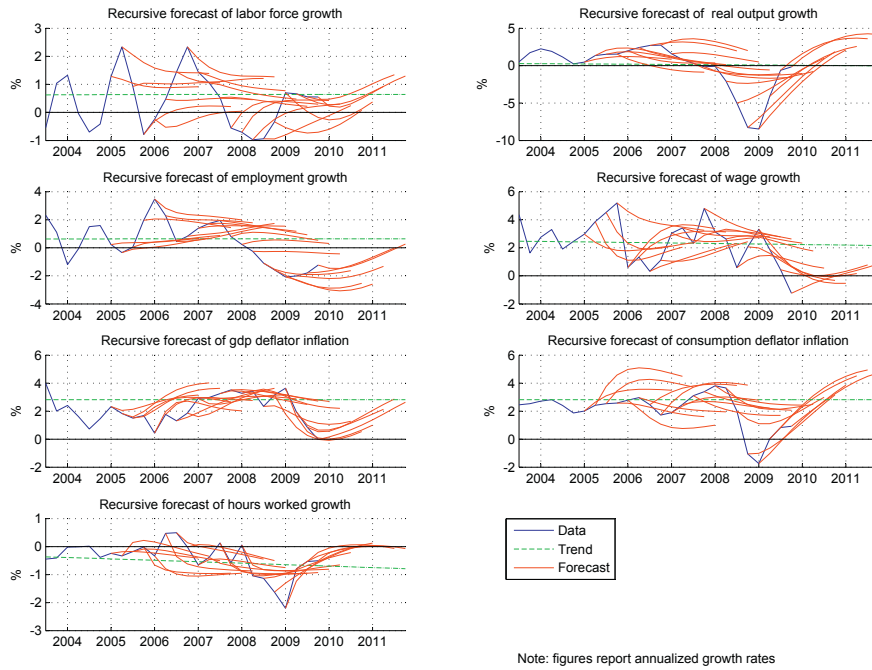 Recursive forecast of labor force growth
3
2
1
0
-1
%
2004 2005 2006 2007 2008 2009 2010 2011
Recursive forecast of real output growth
5
0
-5
-10
%
2004 2005 2006 2007 2008 2009 2010 2011
Recursive forecast of employment growth
4
2
0
-2
-4
%
2004 2005 2006 2007 2008 2009 2010 2011
Recursive forecast of wage growth
6
4
2
0
-2
%
2004 2005 2006 2007 2008 2009 2010 2011
Recursive forecast of gdp deflator inflation
6
4
2
0
-2
%
2004 2005 2006 2007 2008 2009 2010 2011
Recursive forecast of consumption deflator inflation
6
4
2
0
-2
%
2004 2005 2006 2007 2008 2009 2010 2011
Recursive forecast of hours worked growth
1
0
-1
-2
-3
%
2004 2005 2006 2007 2008 2009 2010 2011
Data
Trend
Forecast
Note: figures report annualized growth rates